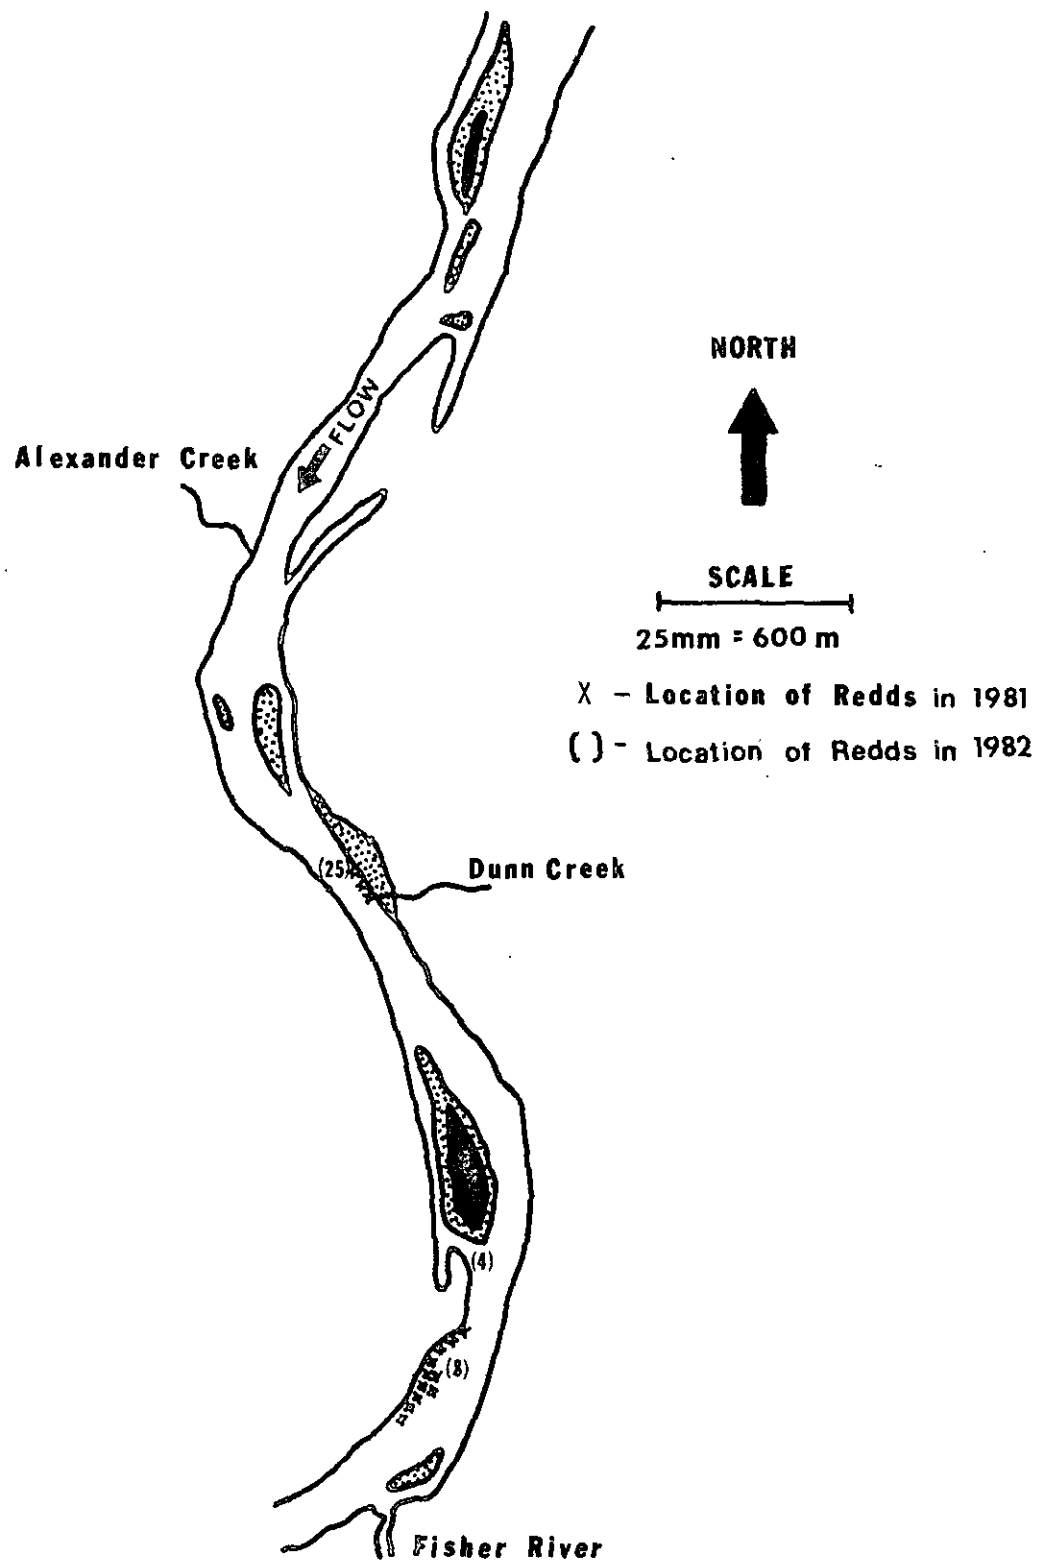 NORTH
FLOW
Alexander Creek
SCALE
25mm = 600 m
X - Location of Redds in 1981
( ) - Location of Redds in 1982
(25)
Dunn Creek
(4)
(8)
Fisher River